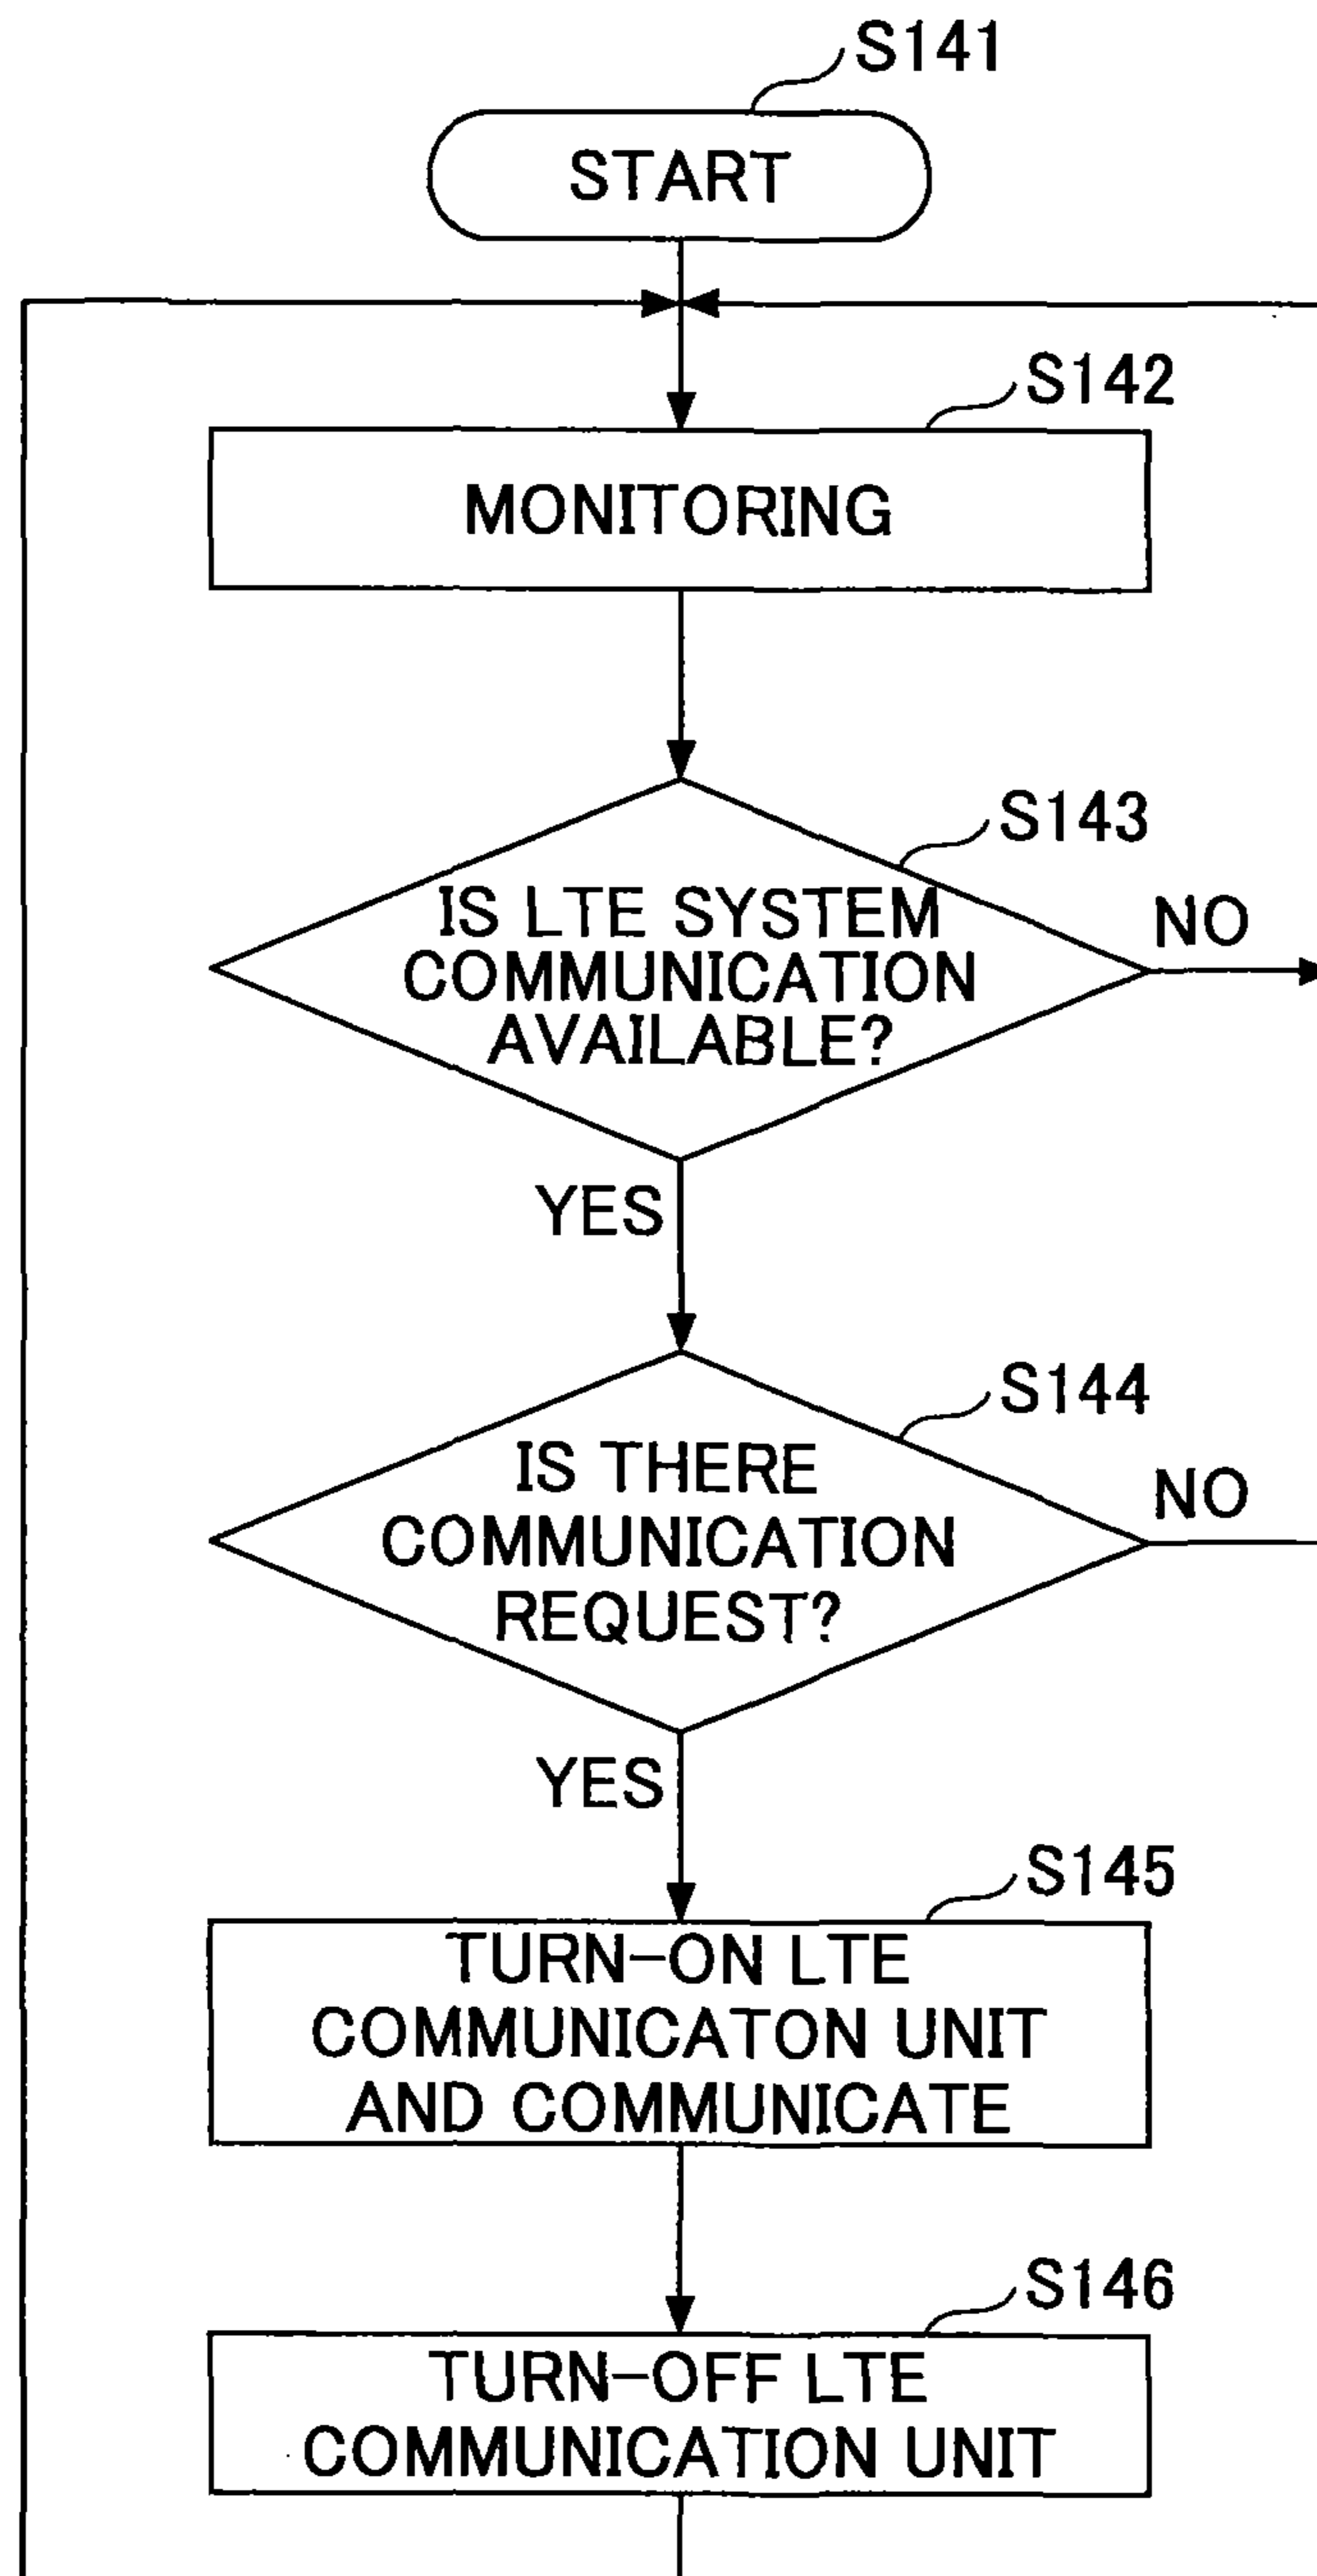 S141
START
S142
MONITORING
S143
IS LTE SYSTEM
COMMUNICATION
AVAILABLE?
NO
YES
S144
IS THERE
COMMUNICATION
REQUEST?
NO
YES
S145
TURN-ON LTE
COMMUNICATON UNIT
AND COMMUNICATE
S146
TURN-OFF LTE
COMMUNICATION UNIT